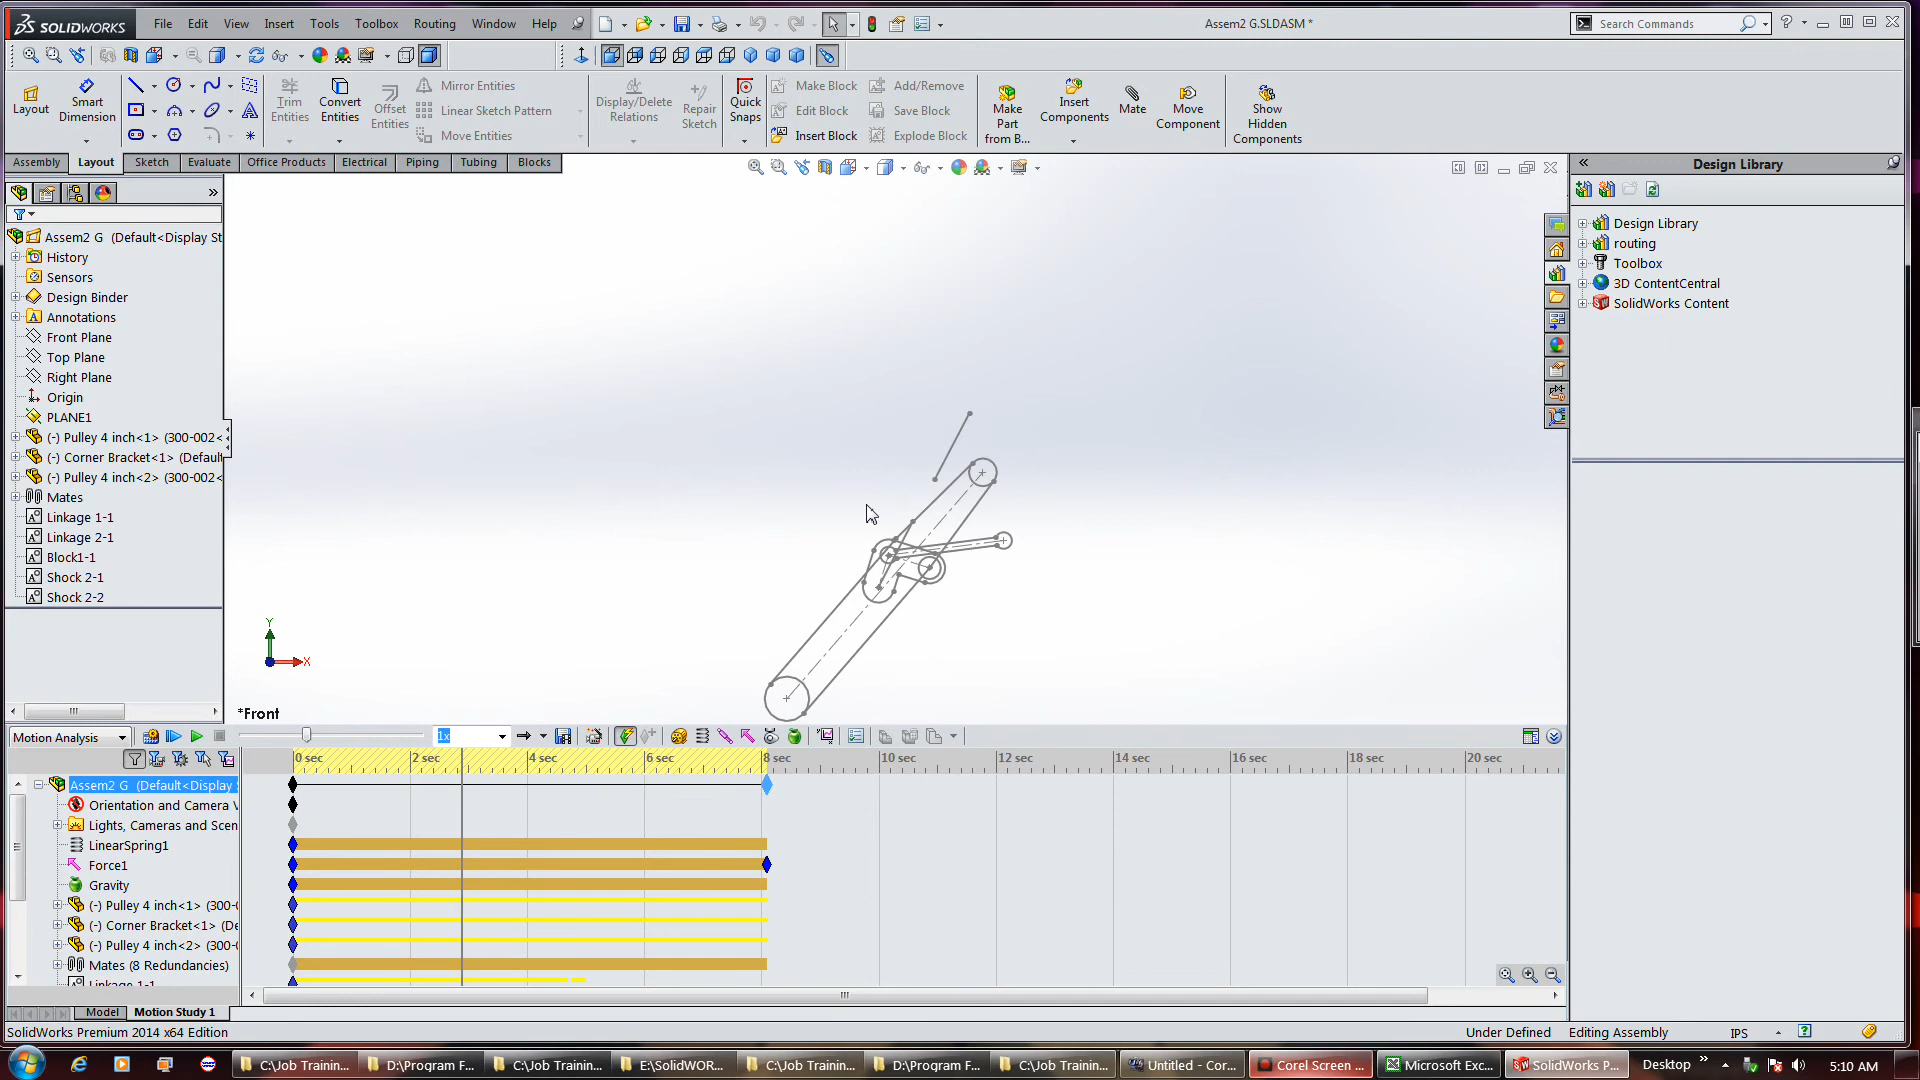 SOLIDWORKS File Edit View Insert Tools Toolbox Routing Window Help Assem2 G.SLDASM * Search Commands
Layout Smart Dimension Trim Entities Convert Entities Offset Entities Mirror Entities Linear Sketch Pattern Move Entities Display/Delete Relations Repair Sketch Quick Snaps Make Block Edit Block Insert Block Add/Remove Save Block Explode Block Make Part from B... Insert Components Mate Move Component Show Hidden Components
Assembly Layout Sketch Evaluate Office Products Electrical Piping Tubing Blocks
Design Library
Assem2 G (Default<Display St
History
Sensors
Design Binder
Annotations
Front Plane
Top Plane
Right Plane
Origin
PLANE1
(-) Pulley 4 inch<1> (300-002<
(-) Corner Bracket<1> (Defaul
(-) Pulley 4 inch<2> (300-002<
Mates
Linkage 1-1
Linkage 2-1
Block1-1
Shock 2-1
Shock 2-2
Y
X
*Front
Design Library
routing
Toolbox
3D ContentCentral
SolidWorks Content
Motion Analysis 1x
0 sec 2 sec 4 sec 6 sec 8 sec 10 sec 12 sec 14 sec 16 sec 18 sec 20 sec
Assem2 G (Default<Display
Orientation and Camera V
Lights, Cameras and Scen
LinearSpring1
Force1
Gravity
(-) Pulley 4 inch<1> (300-0
(-) Corner Bracket<1> (De
(-) Pulley 4 inch<2> (300-0
Mates (8 Redundancies)
Linkage 1-1
Model Motion Study 1
SolidWorks Premium 2014 x64 Edition Under Defined Editing Assembly IPS
C:\Job Trainin... D:\Program F... C:\Job Trainin... E:\SolidWOR... C:\Job Trainin... D:\Program F... C:\Job Trainin... Untitled - Cor... Corel Screen ... Microsoft Exc... SolidWorks P... Desktop 5:10 AM